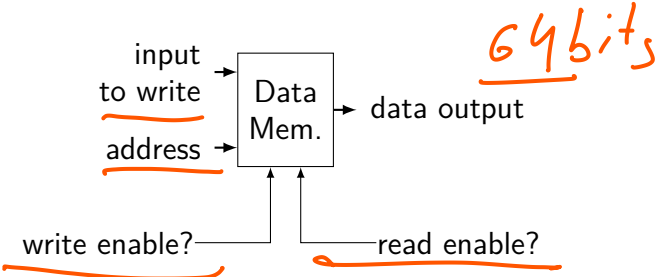 64bits
input
to write
Data
Mem.
data output
address
write enable?
read enable?